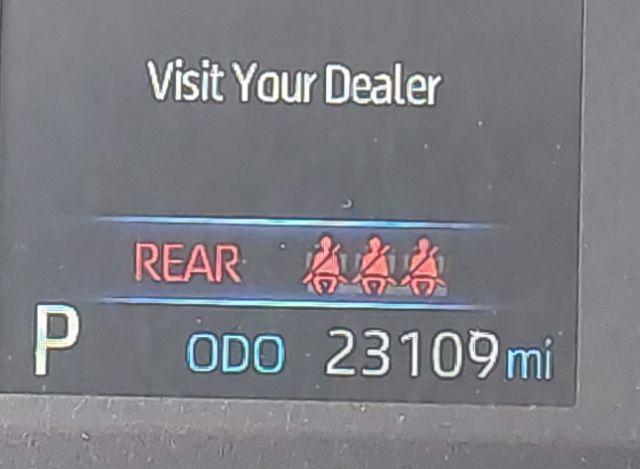 Visit Your Dealer
REAR
P ODO 23109 mi